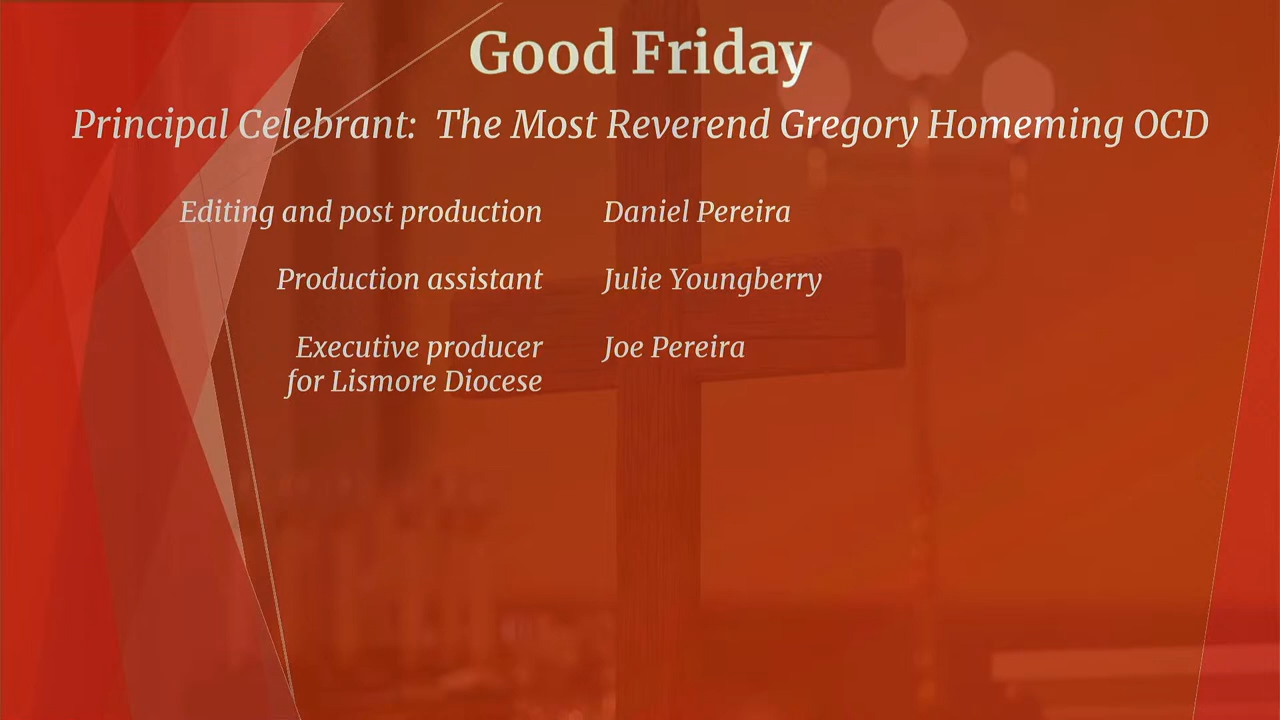 Good Friday
Principal Celebrant: The Most Reverend Gregory Homeming OCD
Editing and post production Daniel Pereira
Production assistant Julie Youngberry
Executive producer Joe Pereira
for Lismore Diocese